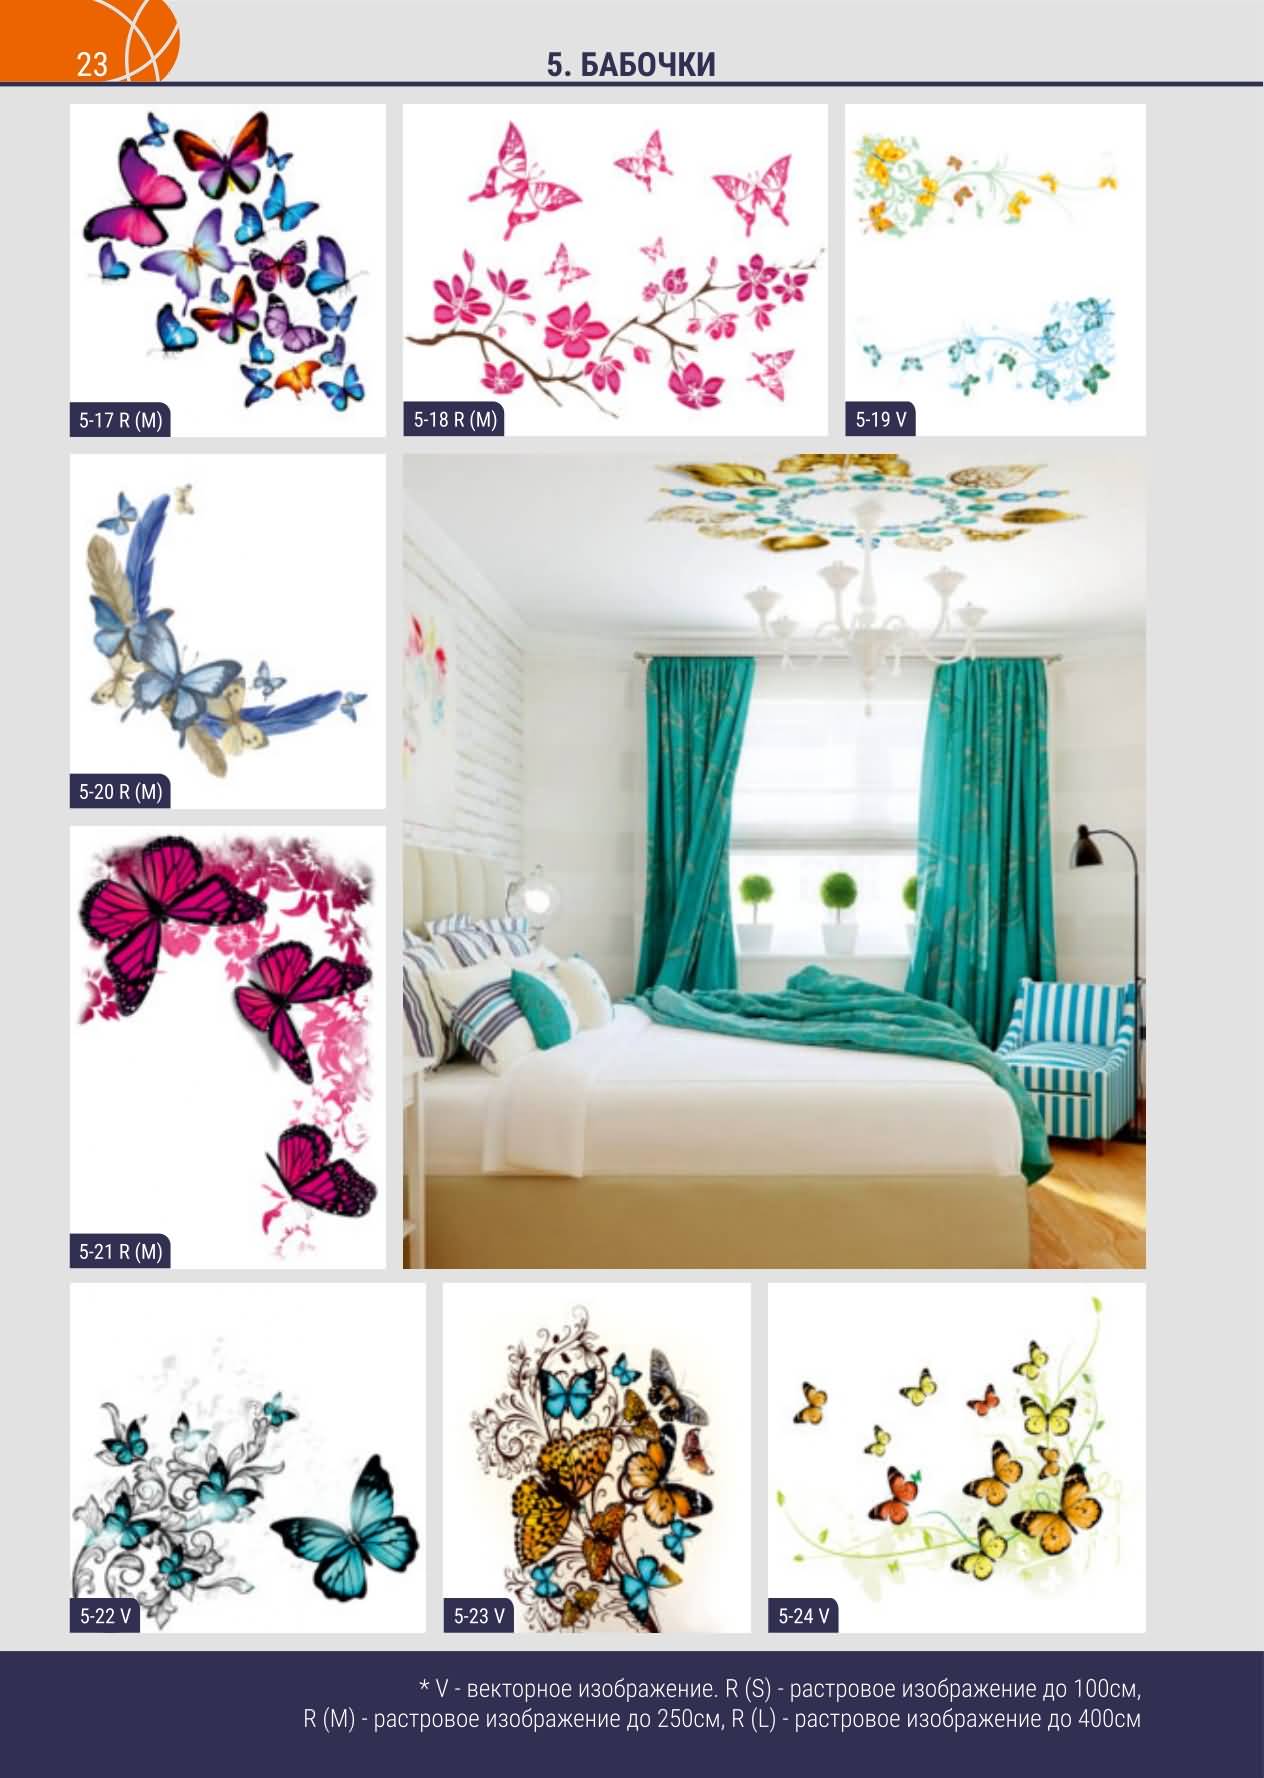 23
5. БАБОЧКИ
5-17 R (M)
5-18 R (M)
5-19 V
5-20 R (M)
5-21 R (M)
5-22 V
5-23 V
5-24 V
* V - векторное изображение. R (S) - растровое изображение до 100см,
R (M) - растровое изображение до 250см, R (L) - растровое изображение до 400см